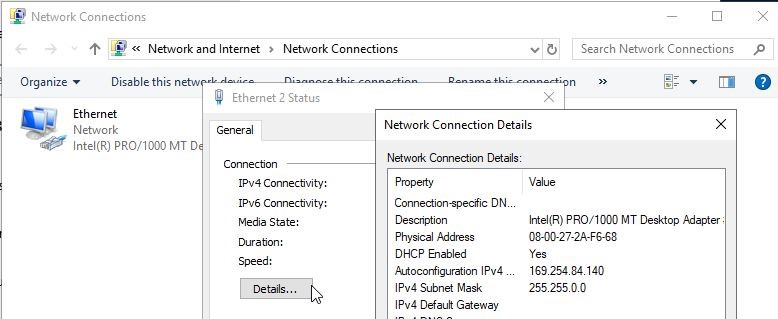 Network Connections
« Network and Internet › Network Connections
Search Network Connections
Organize
Disable this network device
Diagnose this connection
Rename this connection
»
Ethernet
Network
Intel(R) PRO/1000 MT De
Ethernet 2 Status
General
Connection
IPv4 Connectivity:
IPv6 Connectivity:
Media State:
Duration:
Speed:
Details...
Network Connection Details
Network Connection Details:
Property Value
Connection-specific DN...
Description Intel(R) PRO/1000 MT Desktop Adapter
Physical Address 08-00-27-2A-F6-68
DHCP Enabled Yes
Autoconfiguration IPv4 ... 169.254.84.140
IPv4 Subnet Mask 255.255.0.0
IPv4 Default Gateway